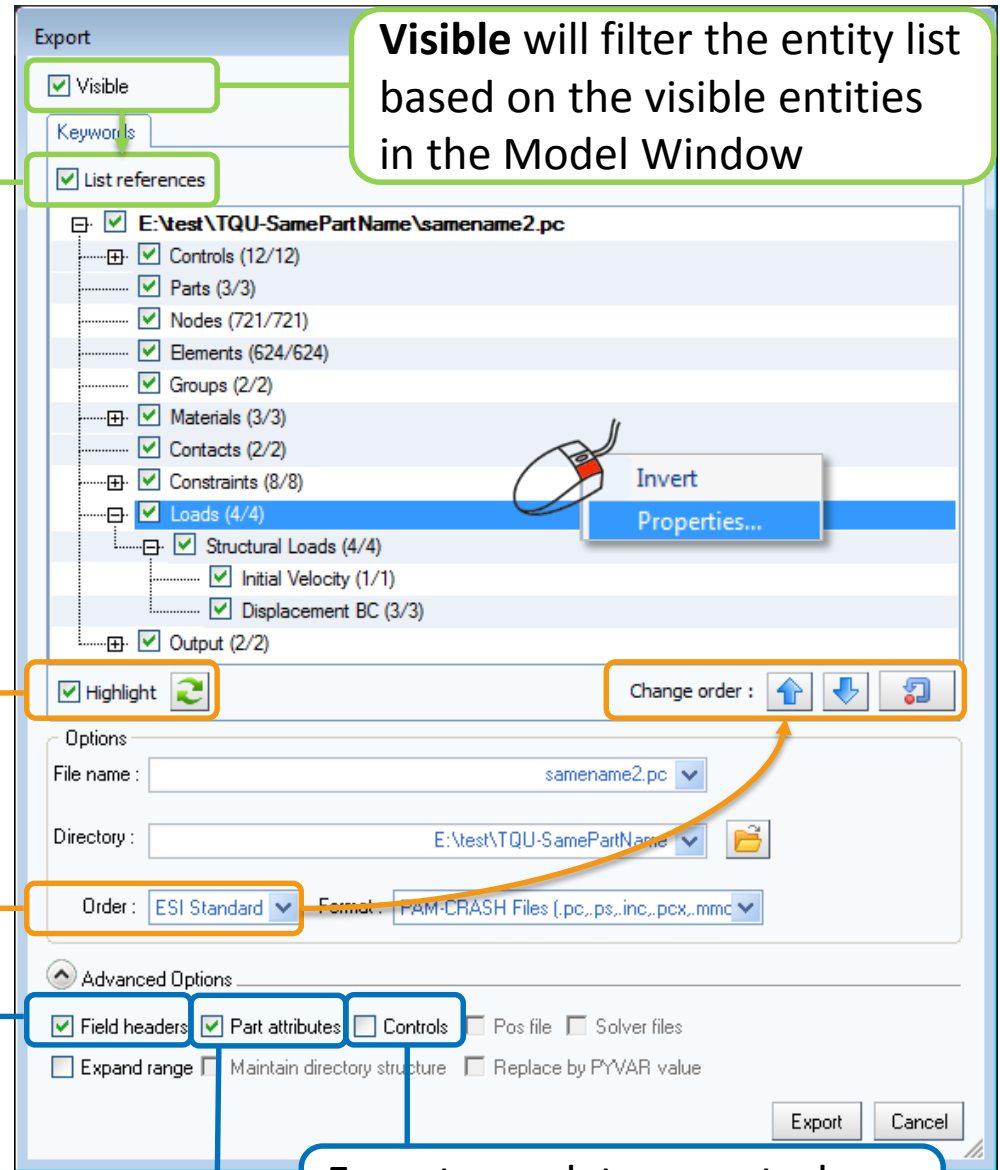 Export
Visible
Visible will filter the entity list
based on the visible entities
in the Model Window
Keywords
List references
E:\test\TQU-SamePartName\samename2.pc
Controls (12/12)
Parts (3/3)
Nodes (721/721)
Elements (624/624)
Groups (2/2)
Materials (3/3)
Contacts (2/2)
Constraints (8/8)
Loads (4/4)
Structural Loads (4/4)
Initial Velocity (1/1)
Displacement BC (3/3)
Output (2/2)
Invert
Properties...
Highlight
Change order :
Options
File name :
samename2.pc
Directory :
E:\test\TQU-SamePartName
Order : ESI Standard
Format : PAM-CRASH Files (.pc,.ps,.inc,.pcx,.mmc
Advanced Options
Field headers Part attributes Controls Pos file Solver files
Expand range Maintain directory structure Replace by PYVAR value
Export Cancel